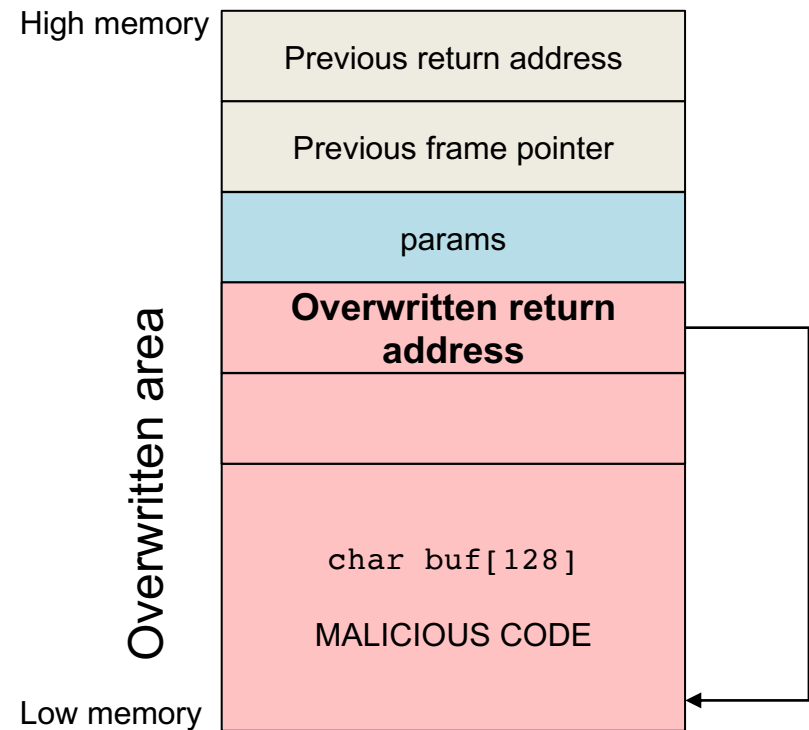 High memory
Previous return address
Previous frame pointer
params
Overwritten return
address
Overwritten area
char buf[128]
MALICIOUS CODE
Low memory